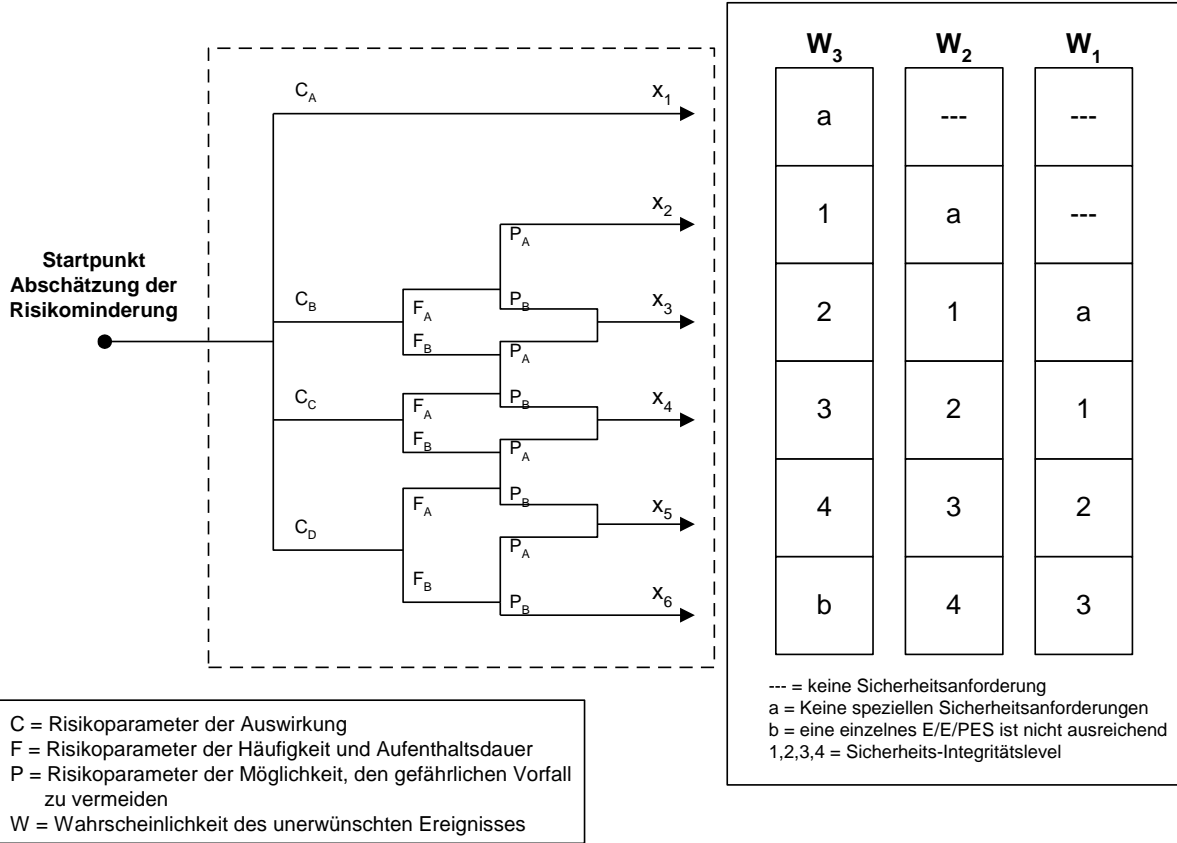 W3 W2 W1
CA X1
a --- ---
X2
PA
1 a ---
Startpunkt
Abschätzung der
Risikominderung
CB FA PB X3
2 1 a
FB PA
CC FA PB X4
3 2 1
FB PA
FA PB X5
4 3 2
CD PA
FB PB X6
b 4 3
--- = keine Sicherheitsanforderung
a = Keine speziellen Sicherheitsanforderungen
b = eine einzelnes E/E/PES ist nicht ausreichend
1,2,3,4 = Sicherheits-Integritätslevel
C = Risikoparameter der Auswirkung
F = Risikoparameter der Häufigkeit und Aufenthaltsdauer
P = Risikoparameter der Möglichkeit, den gefährlichen Vorfall
zu vermeiden
W = Wahrscheinlichkeit des unerwünschten Ereignisses